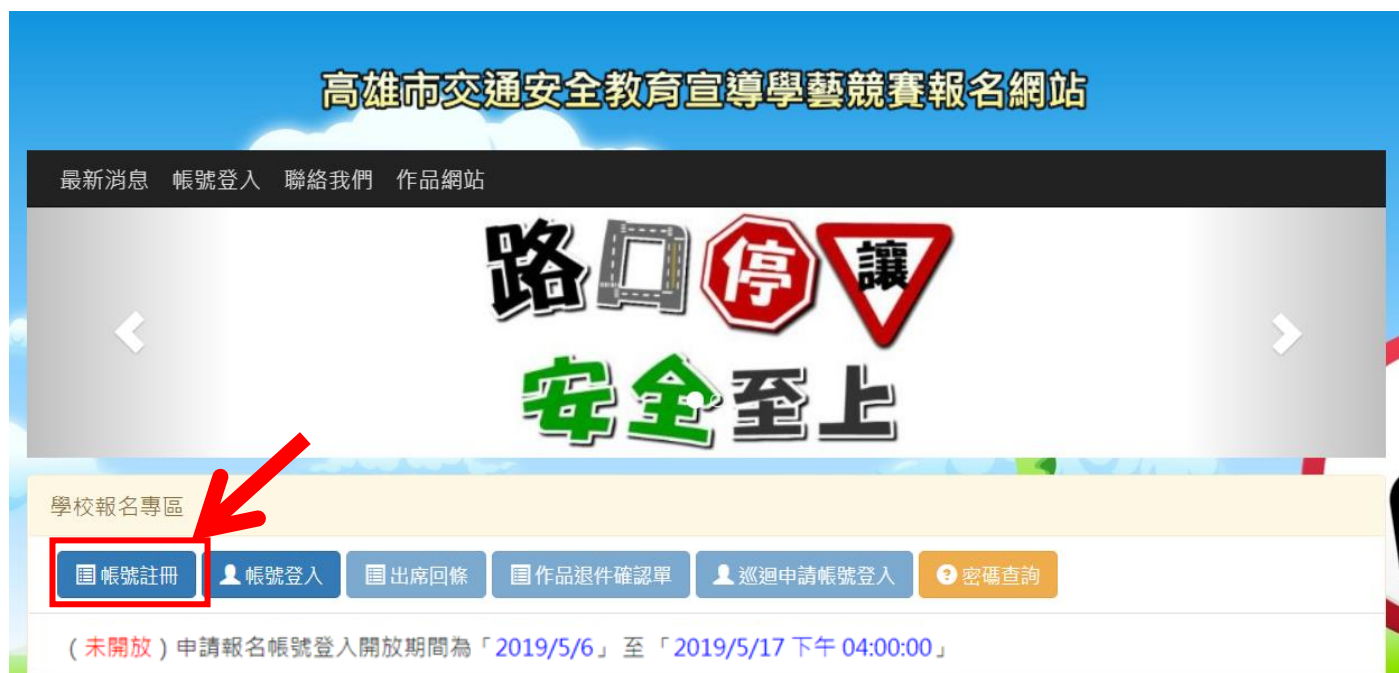 高雄市交通安全教育宣導學藝競賽報名網站
最新消息 帳號登入 聯絡我們 作品網站
路口停讓
安全至上
學校報名專區
帳號註冊 帳號登入 出席回條 作品退件確認單 巡迴申請帳號登入 密碼查詢
(未開放)申請報名帳號登入開放期間為「2019/5/6」至「2019/5/17 下午 04:00:00」